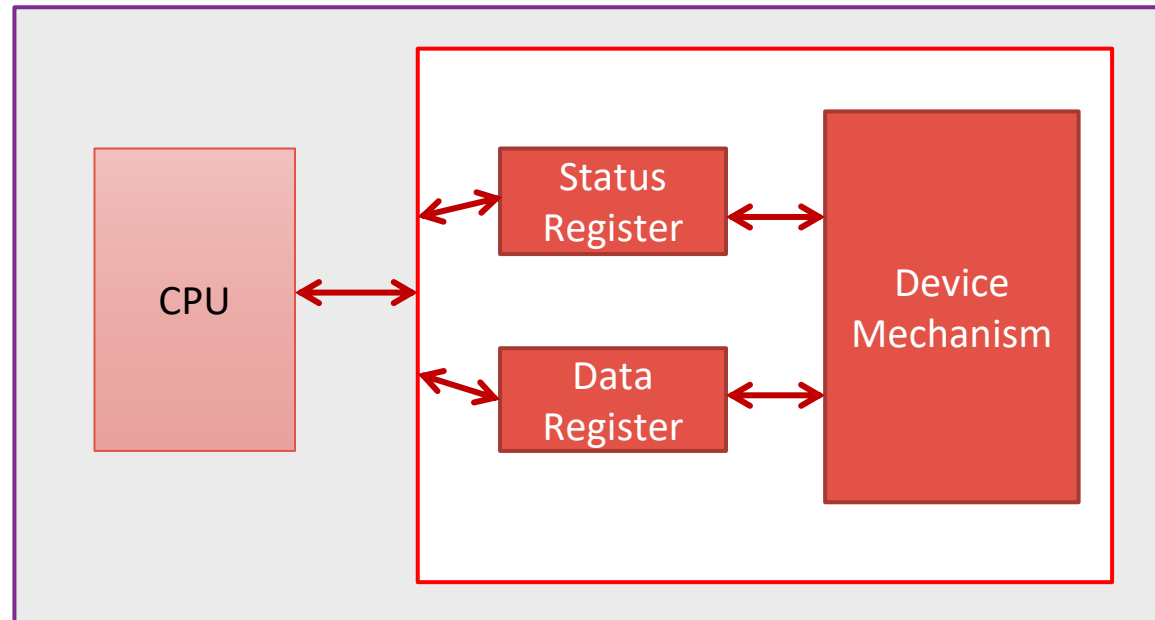 CPU
Status
Register
Data
Register
Device
Mechanism